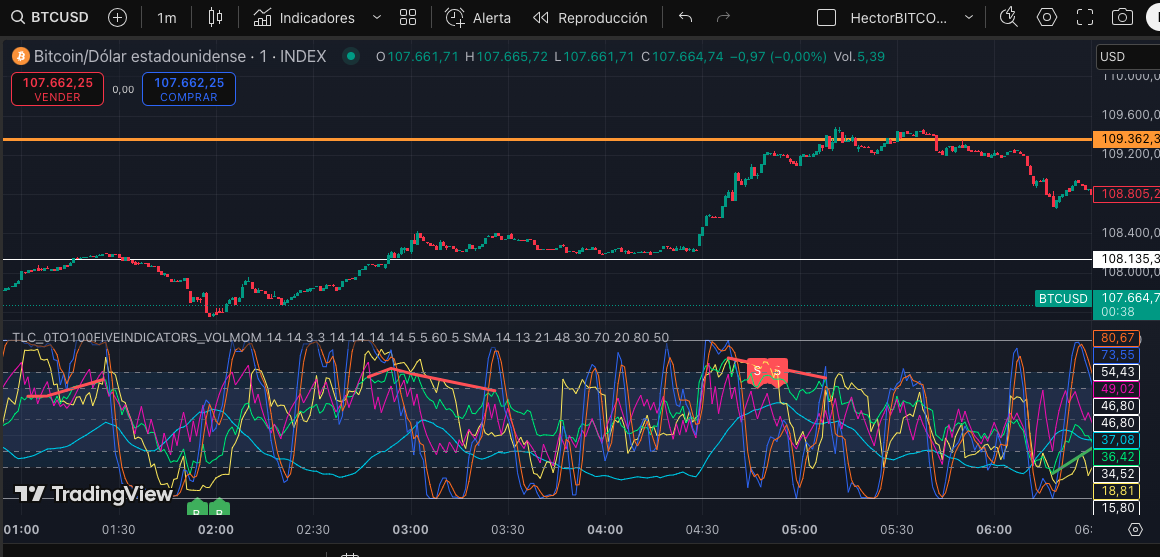 BTCUSD 1m Indicadores Alerta Reproducción HectorBITCO...
Bitcoin/Dólar estadounidense · 1 · INDEX O107.661,71 H107.665,72 L107.661,71 C107.664,74 −0,97 (−0,00%) Vol.5,39
USD
107.662,25
VENDER
0,00
107.662,25
COMPRAR
110.000,0
109.600,0
109.362,3
109.200,0
108.805,2
108.400,0
108.135,3
108.000,0
BTCUSD 107.664,7
00:38
TLC_0TO100FIVEINDICATORS_VOLMOM 14 14 3 3 14 14 14 14 5 5 60 5 SMA 14 13 21 48 30 70 20 80 50
80,67
73,55
54,43
49,02
46,80
46,80
37,08
36,42
34,52
18,81
15,80
S S
B B
TradingView
01:00 01:30 02:00 02:30 03:00 03:30 04:00 04:30 05:00 05:30 06:00 06: